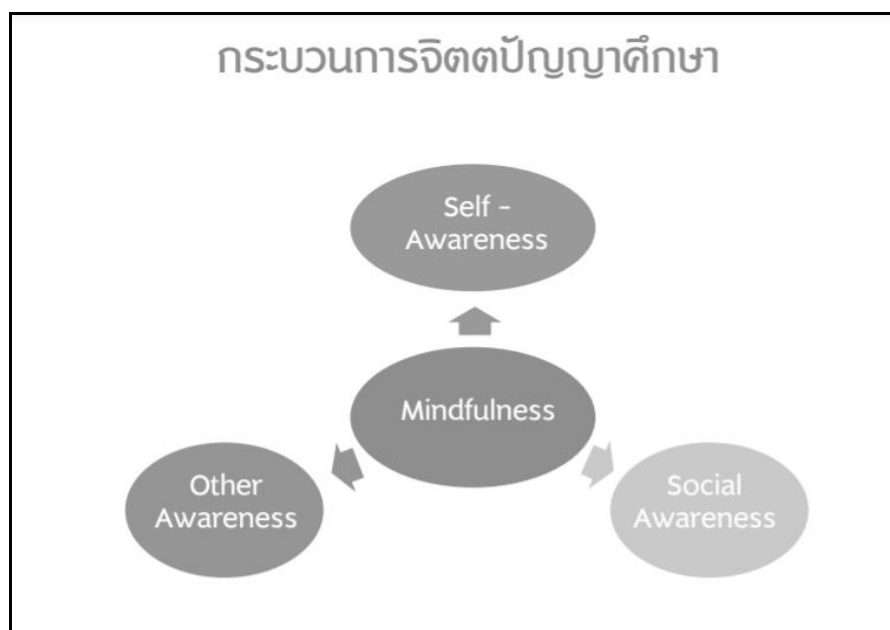 กระบวนการจิตตปัญญาศึกษา
Self -
Awareness
Mindfulness
Other
Awareness
Social
Awareness